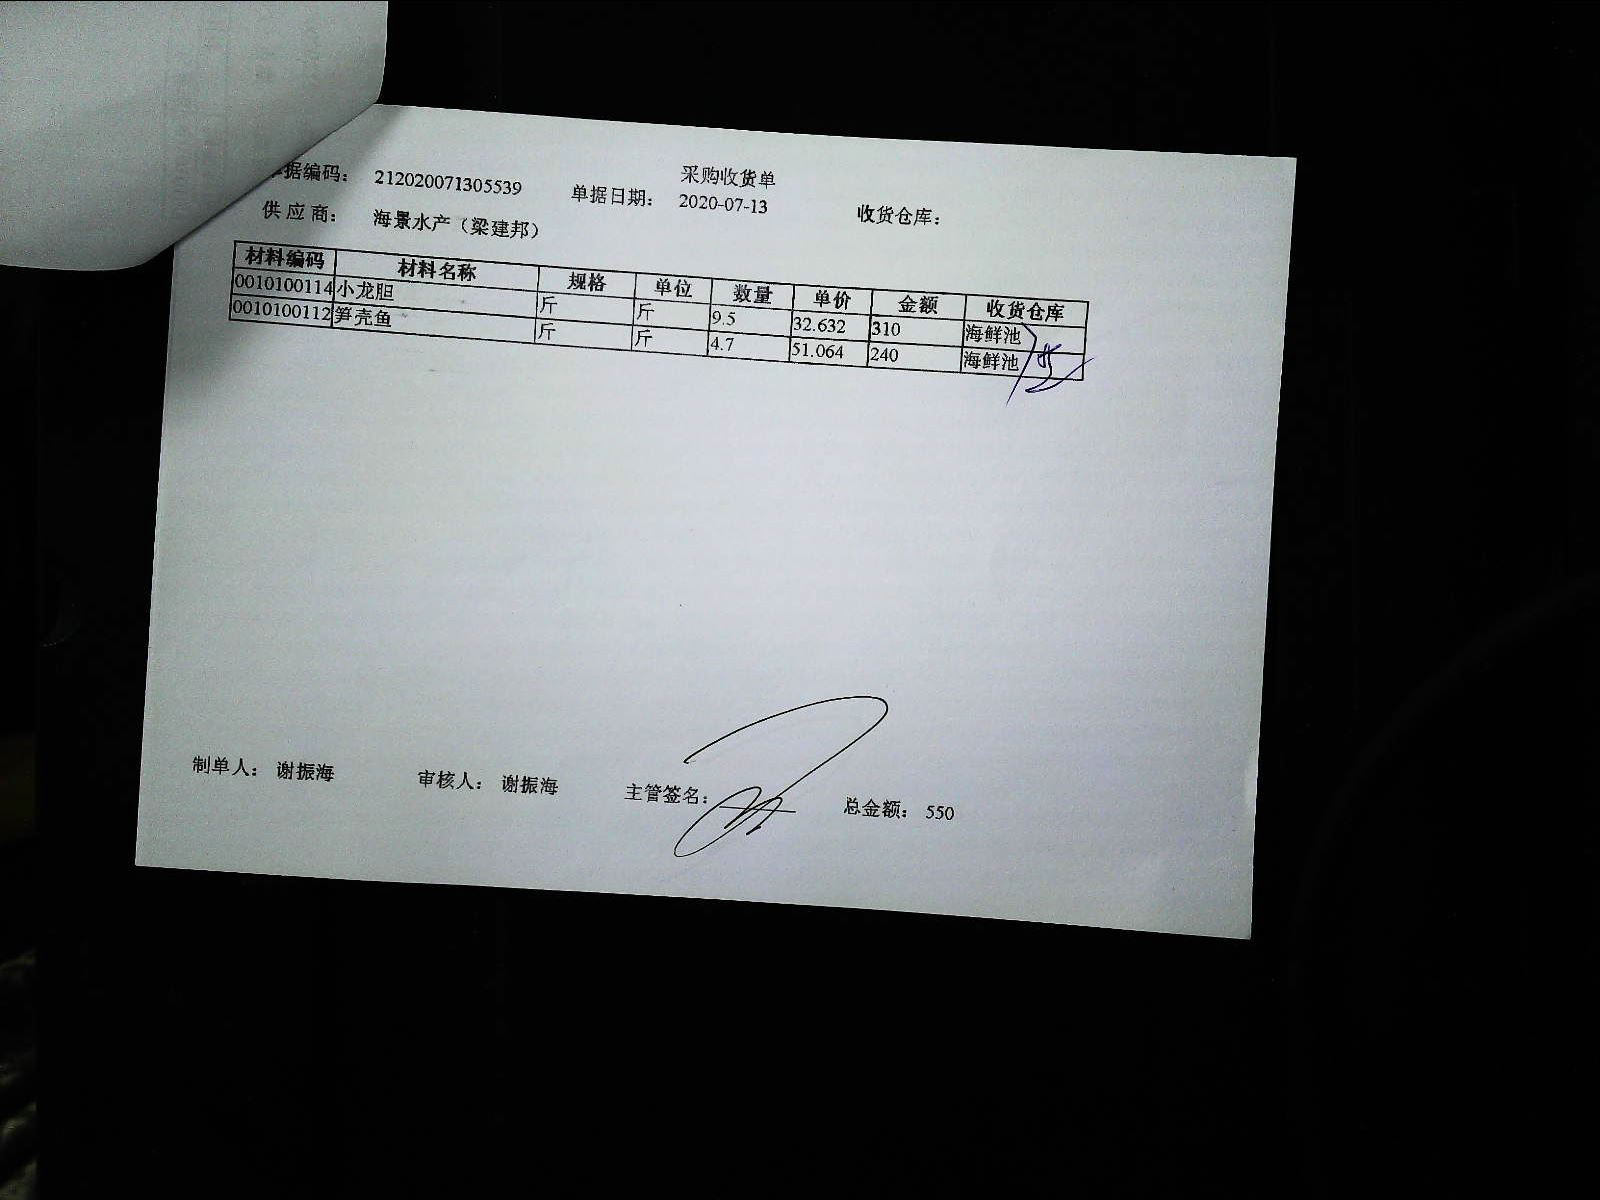 采购收货单
据编码： 212020071305539 单据日期： 2020-07-13 收货仓库：
供应商： 海景水产（梁建邦）
材料编码 材料名称 规格 单位 数量 单价 金额 收货仓库
0010100114 小龙胆 斤 斤 9.5 32.632 310 海鲜池
0010100112 笋壳鱼 斤 斤 4.7 51.064 240 海鲜池
制单人： 谢振海 审核人： 谢振海 主管签名： 总金额： 550